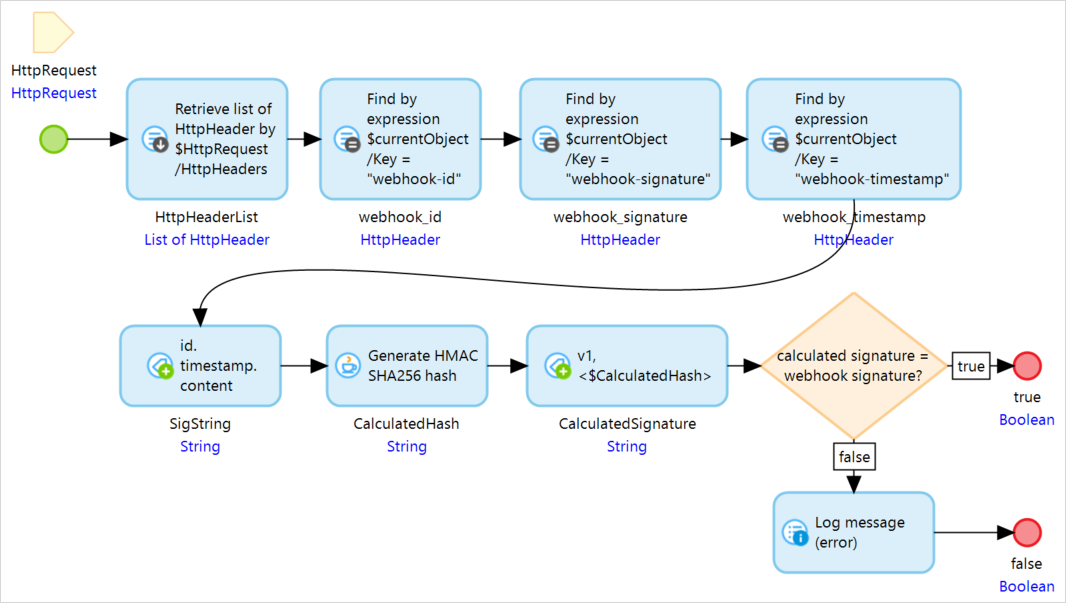 HttpRequest
HttpRequest
Retrieve list of
HttpHeader by
$HttpRequest
/HttpHeaders
HttpHeaderList
List of HttpHeader
Find by
expression
$currentObject
/Key =
"webhook-id"
webhook_id
HttpHeader
Find by
expression
$currentObject
/Key =
"webhook-signature"
webhook_signature
HttpHeader
Find by
expression
$currentObject
/Key =
"webhook-timestamp"
webhook_timestamp
HttpHeader
id.
timestamp.
content
SigString
String
Generate HMAC
SHA256 hash
CalculatedHash
String
v1,
<$CalculatedHash>
CalculatedSignature
String
calculated signature =
webhook signature?
true
true
Boolean
false
Log message
(error)
false
Boolean